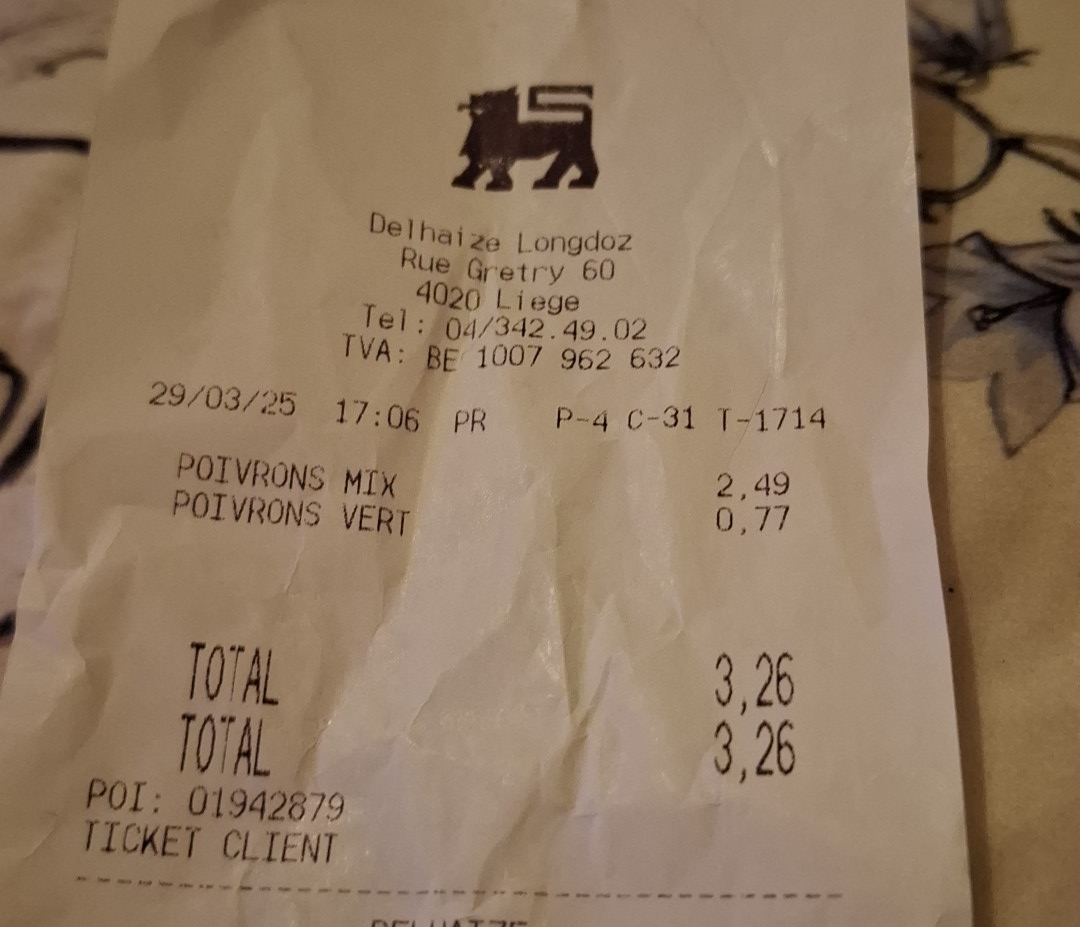 Delhaize Longdoz
Rue Gretry 60
4020 Liege
Tel: 04/342.49.02
TVA: BE 1007 962 632
29/03/25 17:06 PR P-4 C-31 T-1714
POIVRONS MIX 2,49
POIVRONS VERT 0,77
TOTAL 3,26
TOTAL 3,26
POI: 01942879
TICKET CLIENT
DELHAIZE